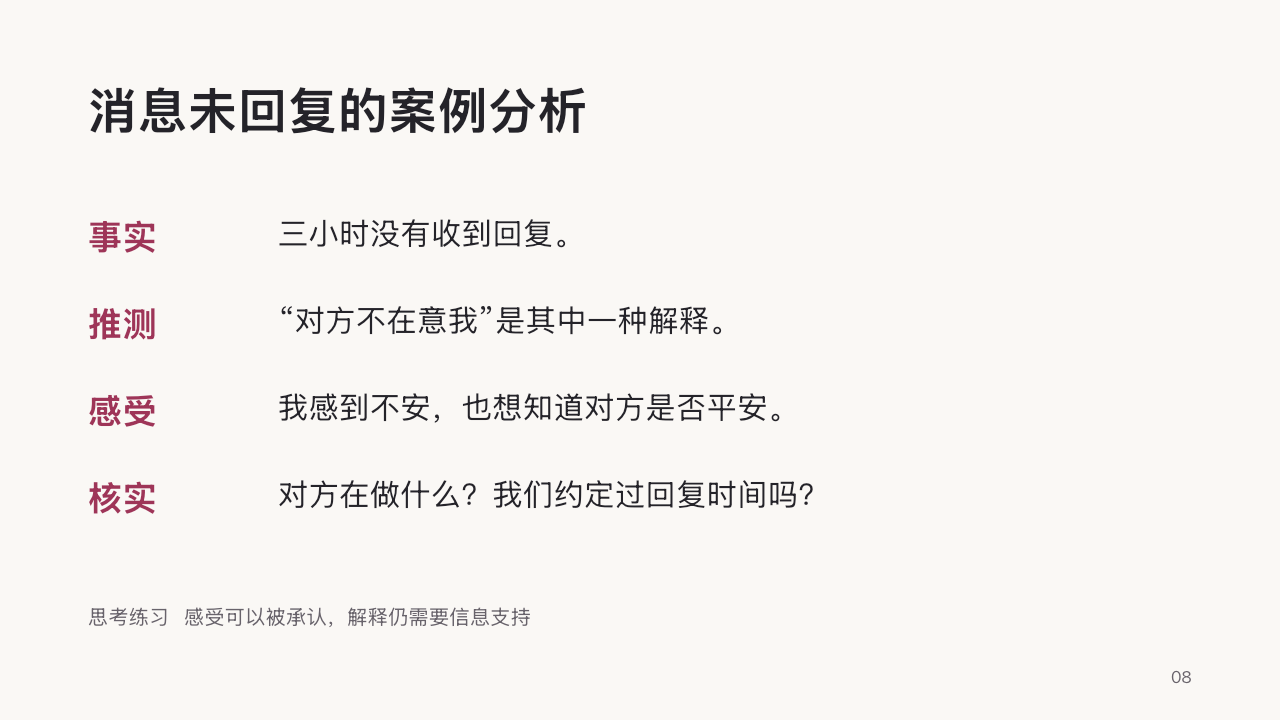 消息未回复的案例分析
事实 三小时没有收到回复。
推测 “对方不在意我”是其中一种解释。
感受 我感到不安，也想知道对方是否平安。
核实 对方在做什么？我们约定过回复时间吗？
思考练习 感受可以被承认，解释仍需要信息支持
08